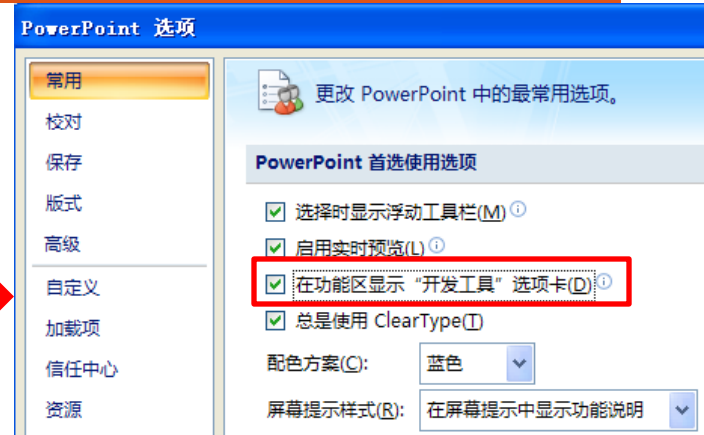 PowerPoint 选项
常用
校对
保存
版式
高级
自定义
加载项
信任中心
资源
更改 PowerPoint 中的最常用选项。
PowerPoint 首选使用选项
选择时显示浮动工具栏(M)
启用实时预览(L)
在功能区显示“开发工具”选项卡(D)
总是使用 ClearType(T)
配色方案(C): 蓝色
屏幕提示样式(R): 在屏幕提示中显示功能说明